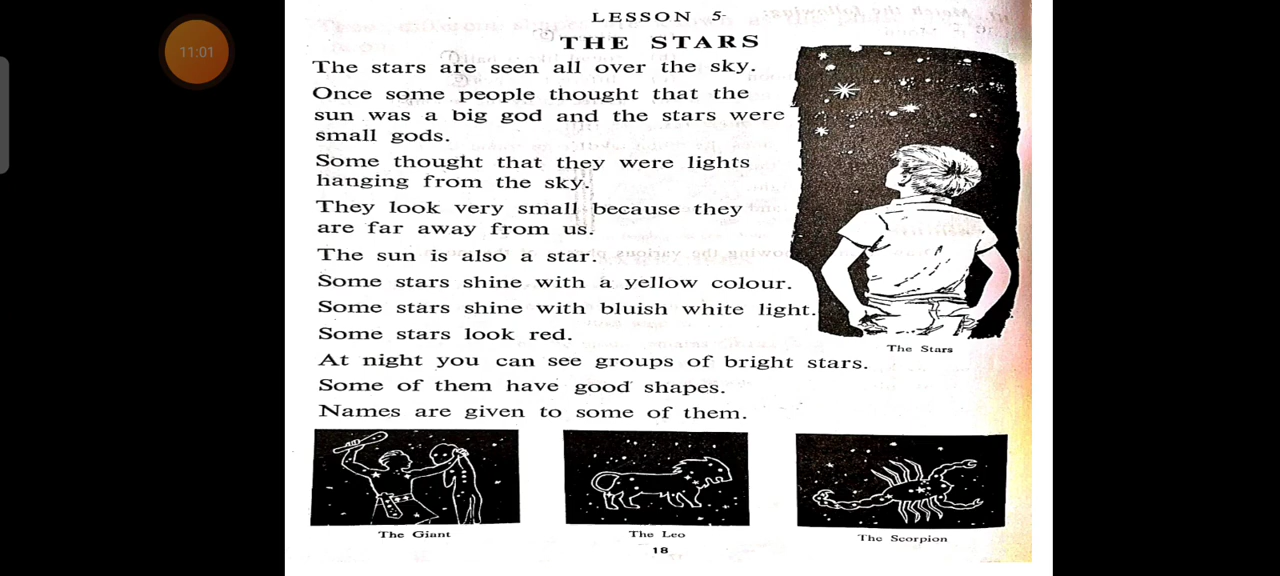 11:01
LESSON 5
THE STARS
The stars are seen all over the sky.
Once some people thought that the
sun was a big god and the stars were
small gods.
Some thought that they were lights
hanging from the sky.
They look very small because they
are far away from us.
The sun is also a star.
Some stars shine with a yellow colour.
Some stars shine with bluish white light.
Some stars look red.
The Stars
At night you can see groups of bright stars.
Some of them have good shapes.
Names are given to some of them.
The Giant
The Leo
The Scorpion
18